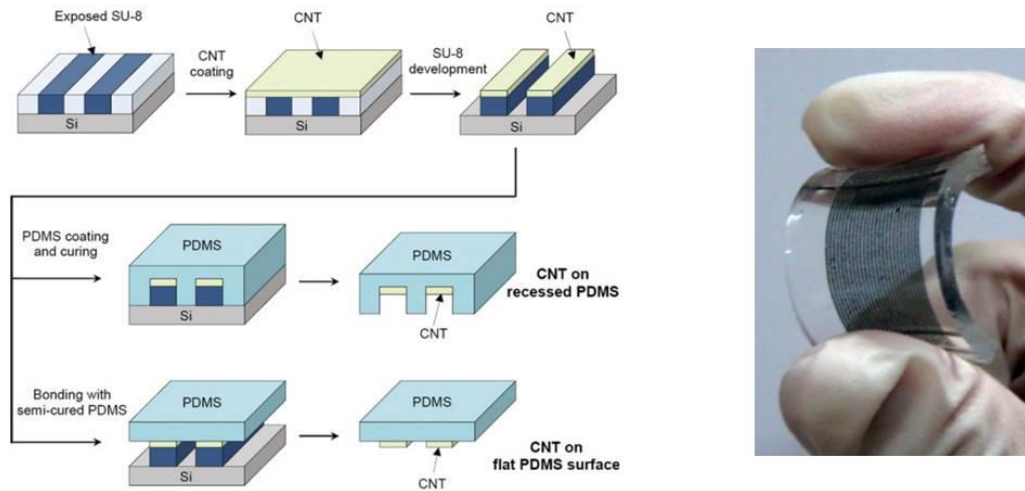 Exposed SU-8
Si
CNT
coating
CNT
Si
SU-8
development
CNT
Si
PDMS coating
and curing
PDMS
Si
PDMS
CNT
CNT on
recessed PDMS
Bonding with
semi-cured PDMS
PDMS
Si
PDMS
CNT
CNT on
flat PDMS surface